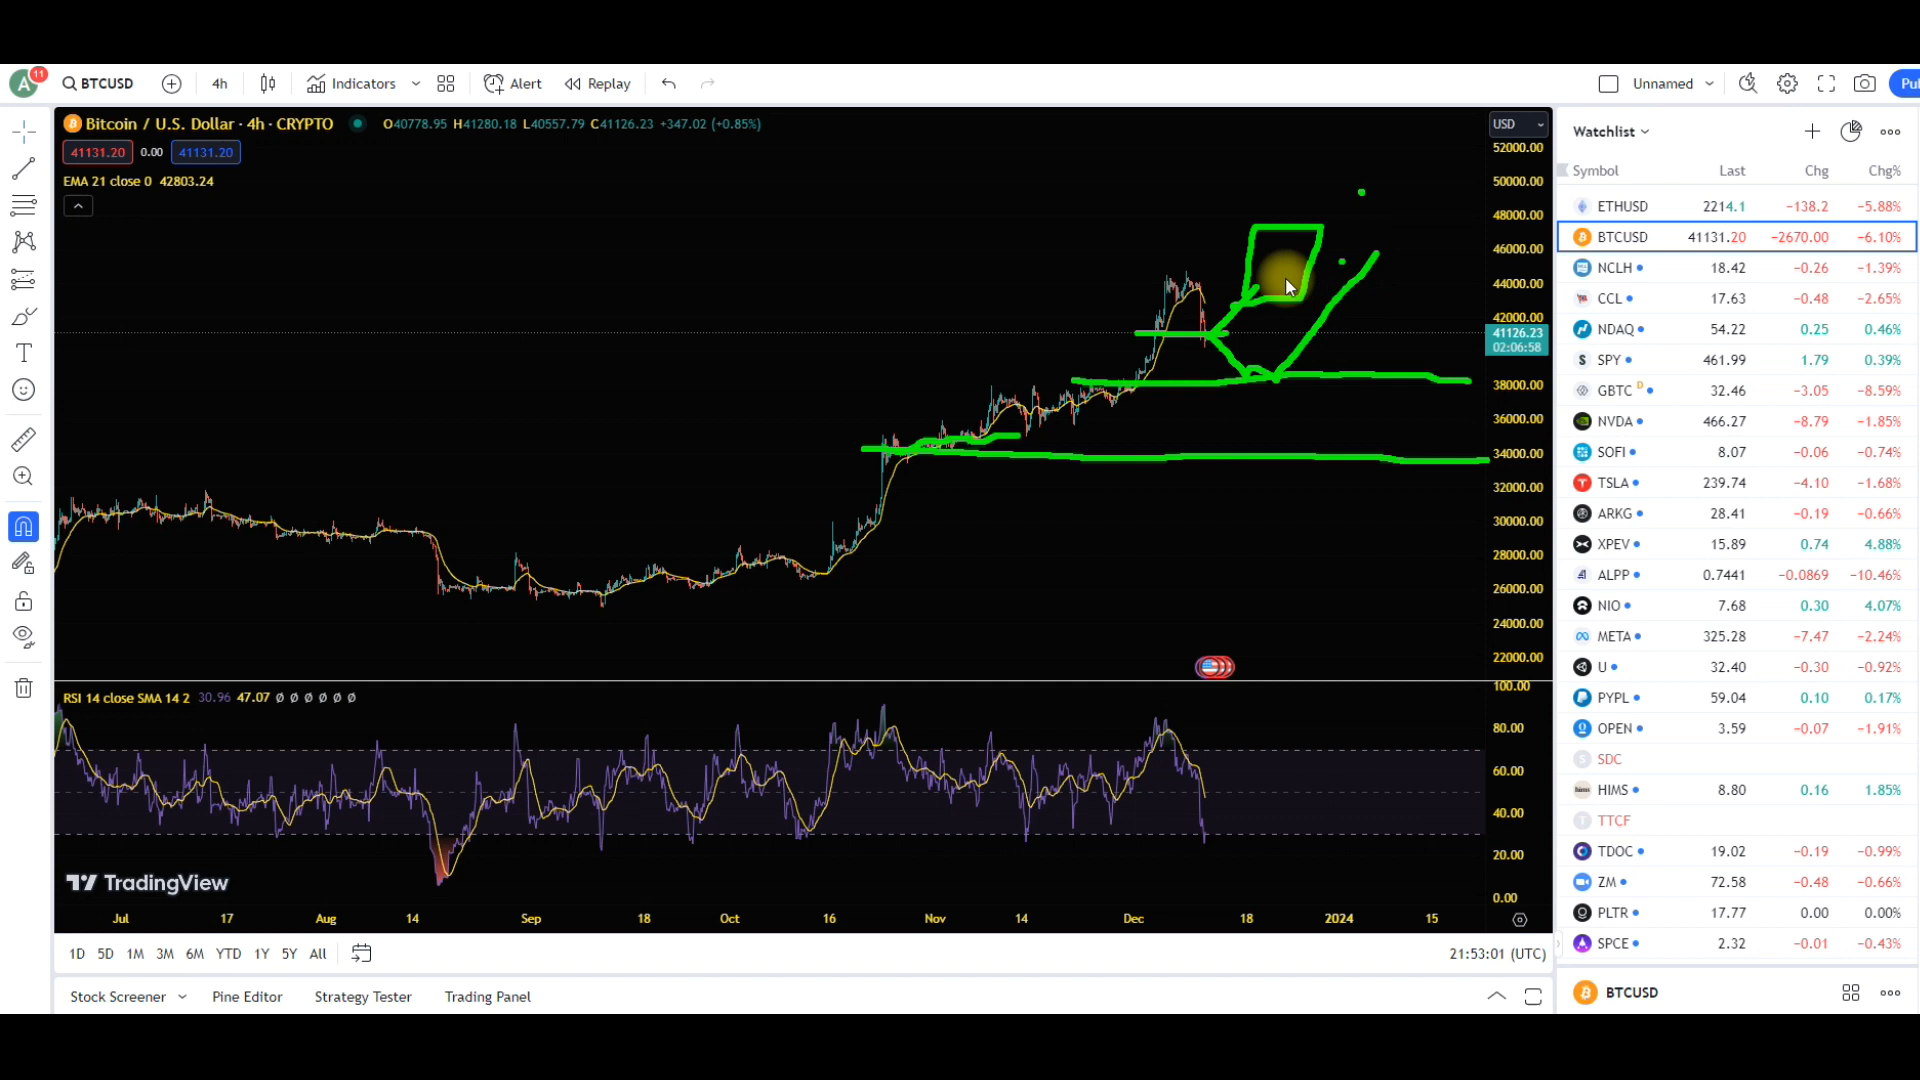 A 11 BTCUSD 4h Indicators Alert Replay Unnamed Pul
Bitcoin / U.S. Dollar · 4h · CRYPTO O40778.95 H41280.18 L40557.79 C41126.23 +347.02 (+0.85%) USD
41131.20 0.00 41131.20
EMA 21 close 0 42803.24
52000.00
50000.00
48000.00
46000.00
44000.00
42000.00
41126.23
02:06:58
38000.00
36000.00
34000.00
32000.00
30000.00
28000.00
26000.00
24000.00
22000.00
RSI 14 close SMA 14 2 30.96 47.07 Ø Ø Ø Ø Ø Ø
100.00
80.00
60.00
40.00
20.00
0.00
TradingView
Jul 17 Aug 14 Sep 18 Oct 16 Nov 14 Dec 18 2024 15
1D 5D 1M 3M 6M YTD 1Y 5Y All 21:53:01 (UTC)
Stock Screener Pine Editor Strategy Tester Trading Panel
Watchlist
Symbol Last Chg Chg%
ETHUSD 2214.1 −138.2 −5.88%
BTCUSD 41131.20 −2670.00 −6.10%
NCLH 18.42 −0.26 −1.39%
CCL 17.63 −0.48 −2.65%
NDAQ 54.22 0.25 0.46%
SPY 461.99 1.79 0.39%
GBTC D 32.46 −3.05 −8.59%
NVDA 466.27 −8.79 −1.85%
SOFI 8.07 −0.06 −0.74%
TSLA 239.74 −4.10 −1.68%
ARKG 28.41 −0.19 −0.66%
XPEV 15.89 0.74 4.88%
ALPP 0.7441 −0.0869 −10.46%
NIO 7.68 0.30 4.07%
META 325.28 −7.47 −2.24%
U 32.40 −0.30 −0.92%
PYPL 59.04 0.10 0.17%
OPEN 3.59 −0.07 −1.91%
SDC
HIMS 8.80 0.16 1.85%
TTCF
TDOC 19.02 −0.19 −0.99%
ZM 72.58 −0.48 −0.66%
PLTR 17.77 0.00 0.00%
SPCE 2.32 −0.01 −0.43%
BTCUSD